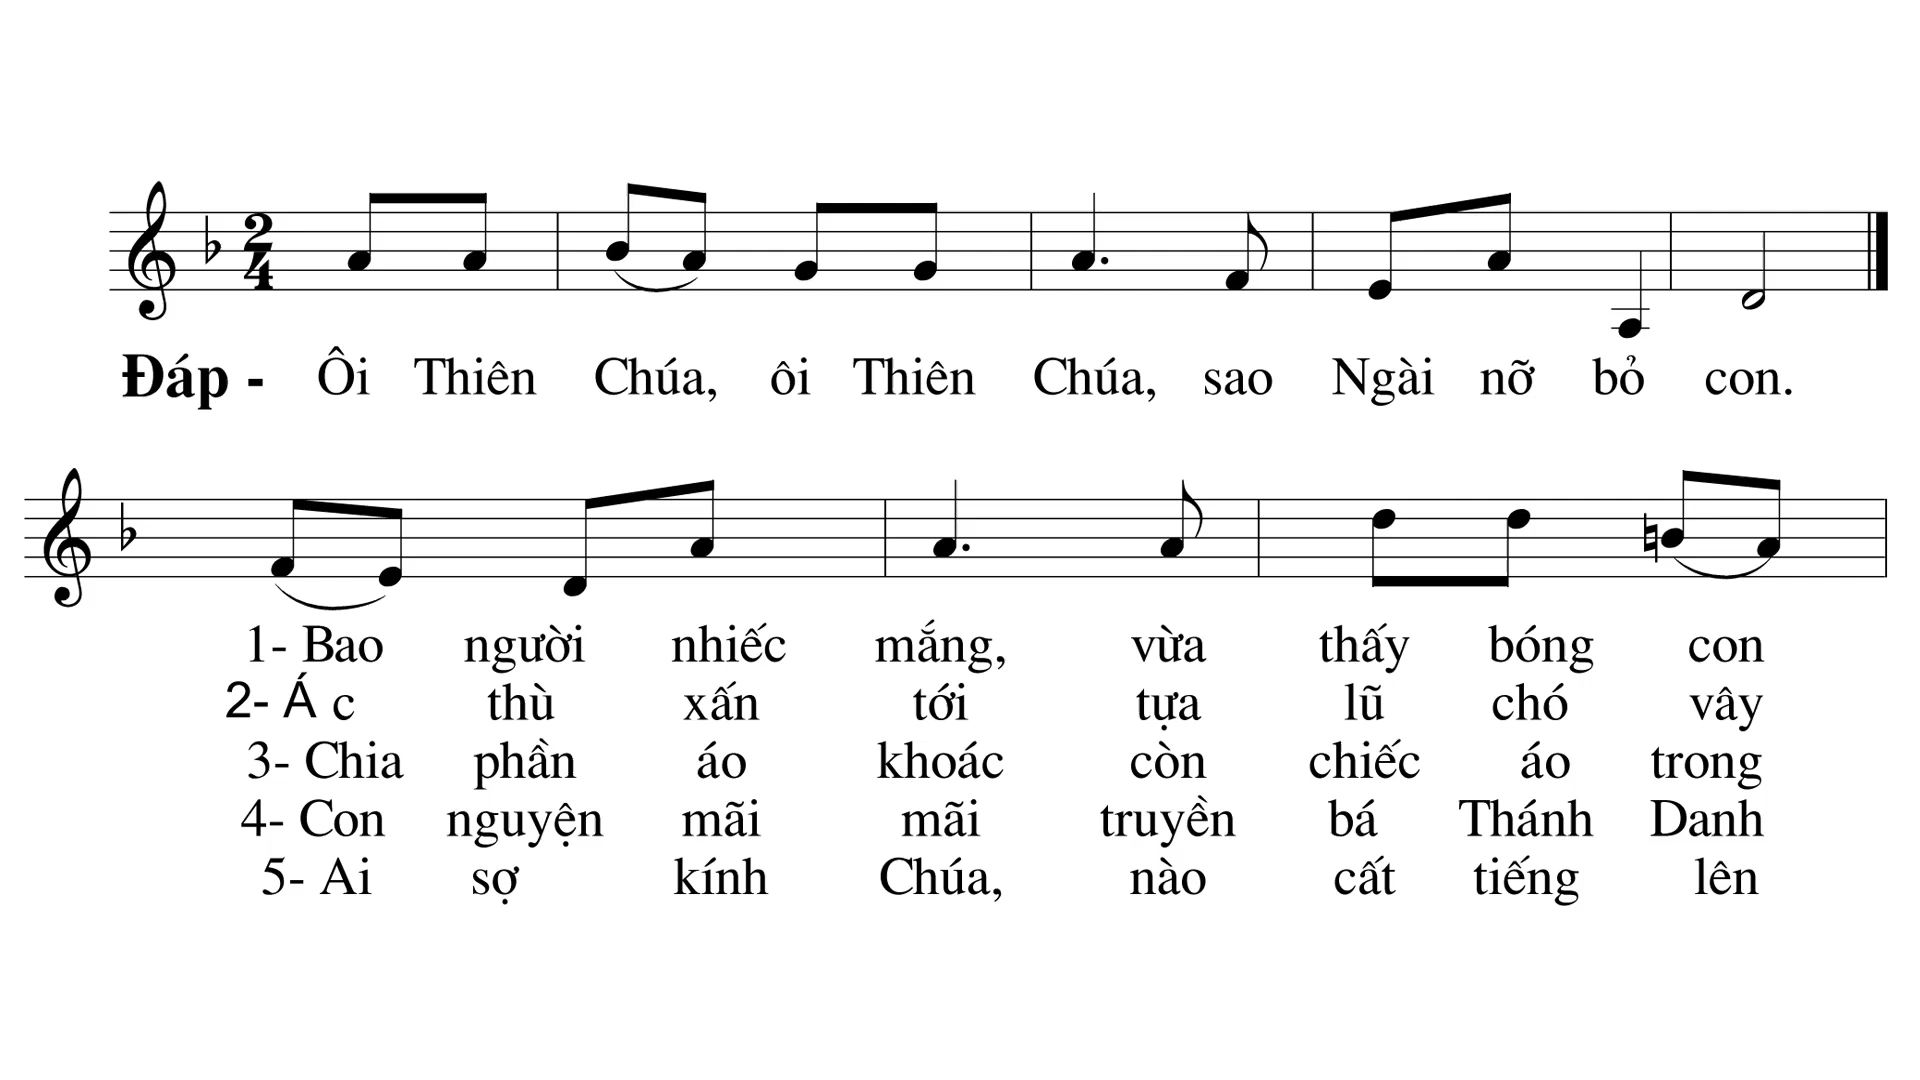 2
4
Đáp - Ôi Thiên Chúa, ôi Thiên Chúa, sao Ngài nỡ bỏ con.
1- Bao người nhiếc mắng, vừa thấy bóng con
2- Á c thù xấn tới tựa lũ chó vây
3- Chia phần áo khoác còn chiếc áo trong
4- Con nguyện mãi mãi truyền bá Thánh Danh
5- Ai sợ kính Chúa, nào cất tiếng lên